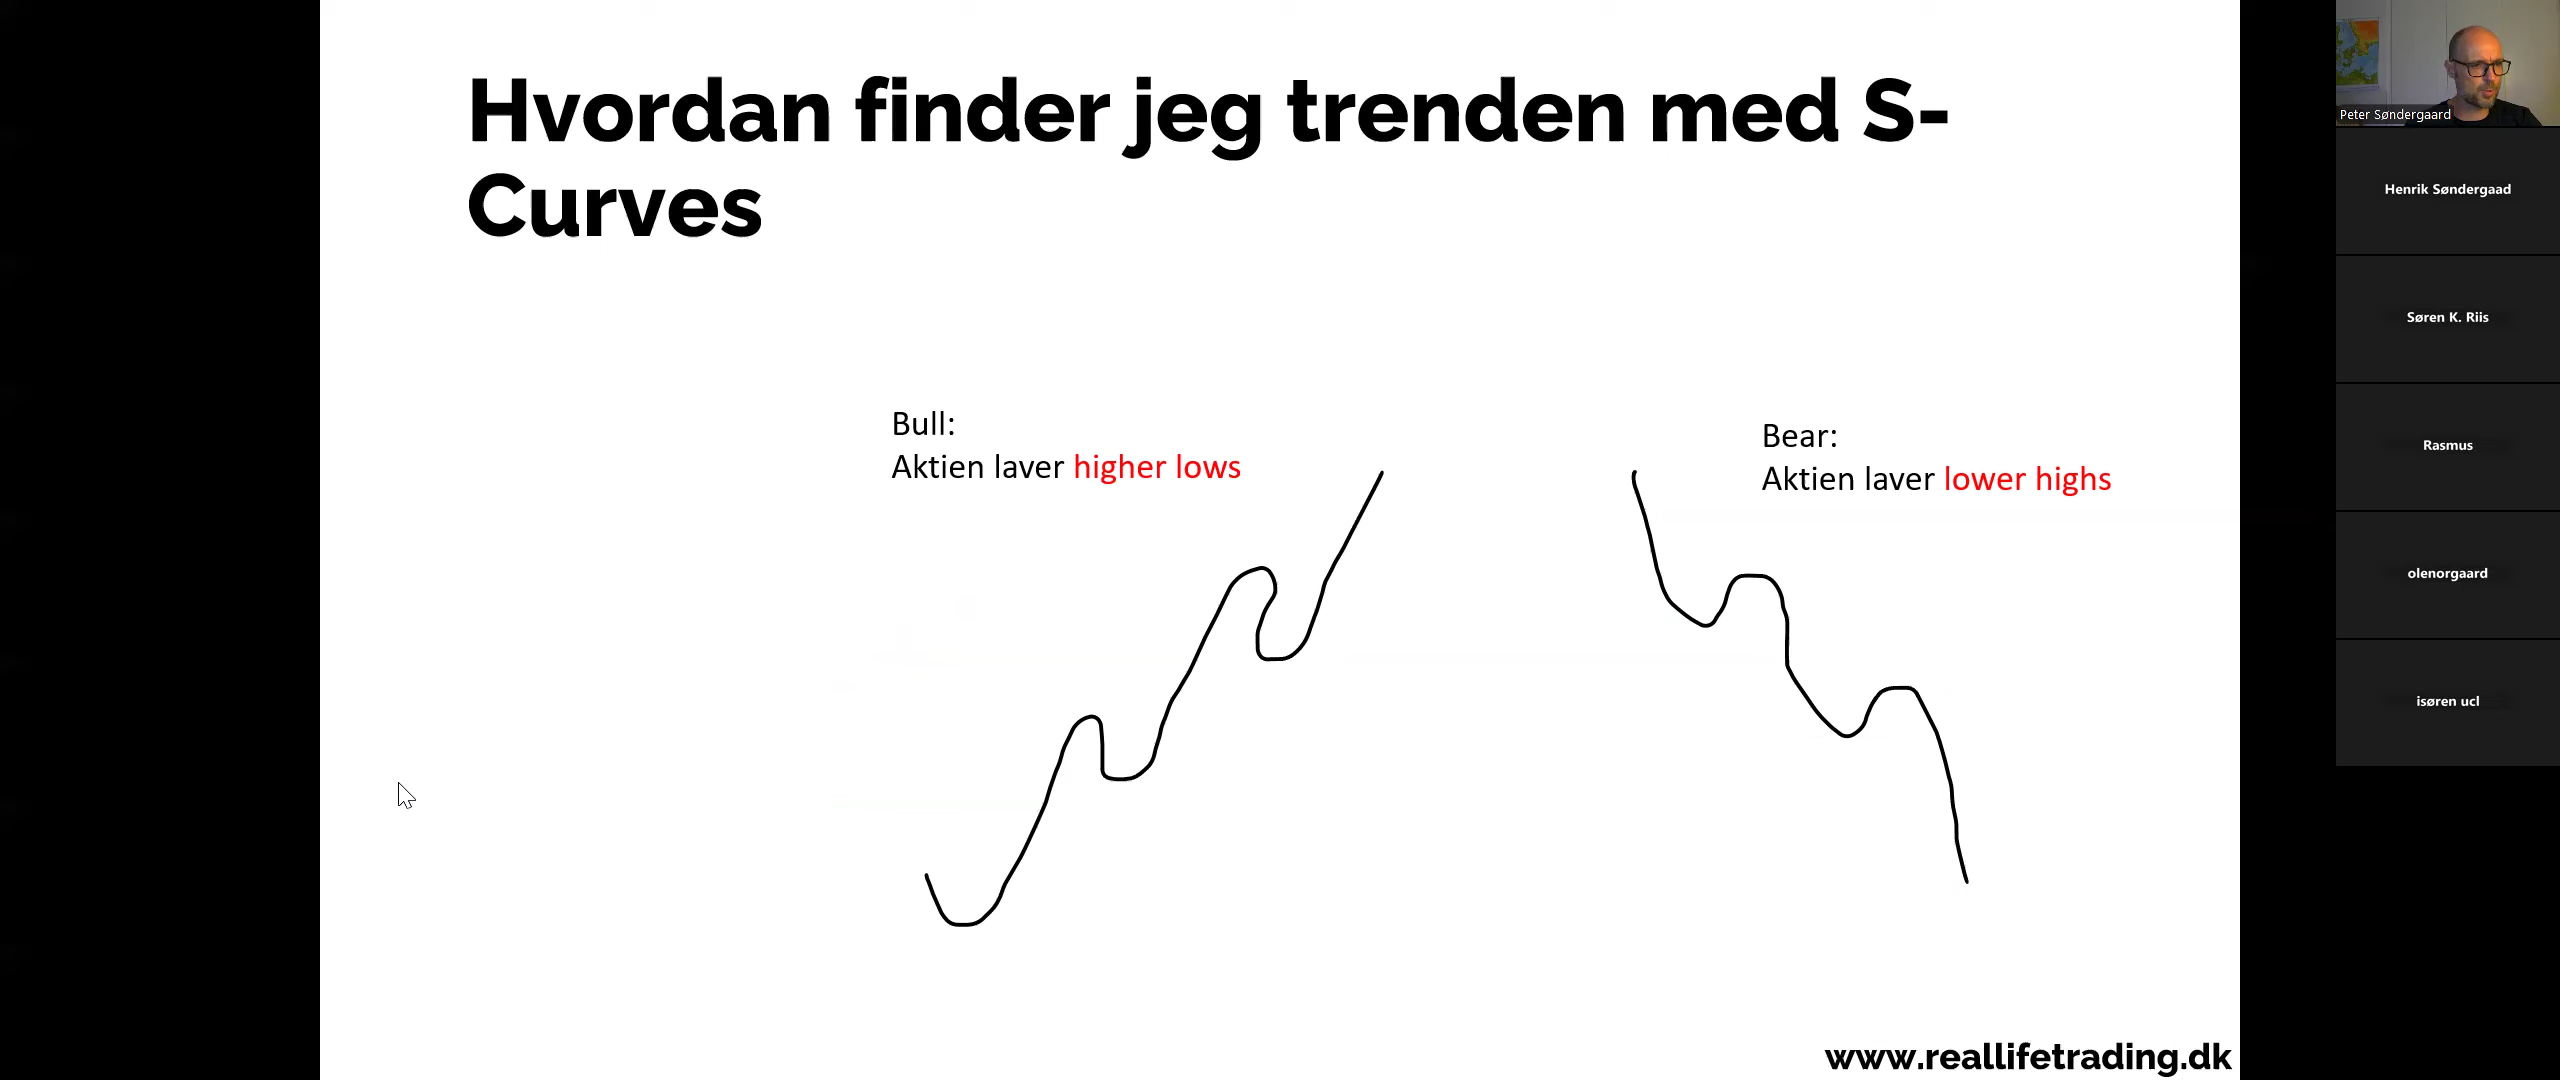 Hvordan finder jeg trenden med S-
Curves
Bull:
Aktien laver higher lows
Bear:
Aktien laver lower highs
www.reallifetrading.dk
Peter Søndergaard
Henrik Søndergaad
Søren K. Riis
Rasmus
olenorgaard
isøren ucl